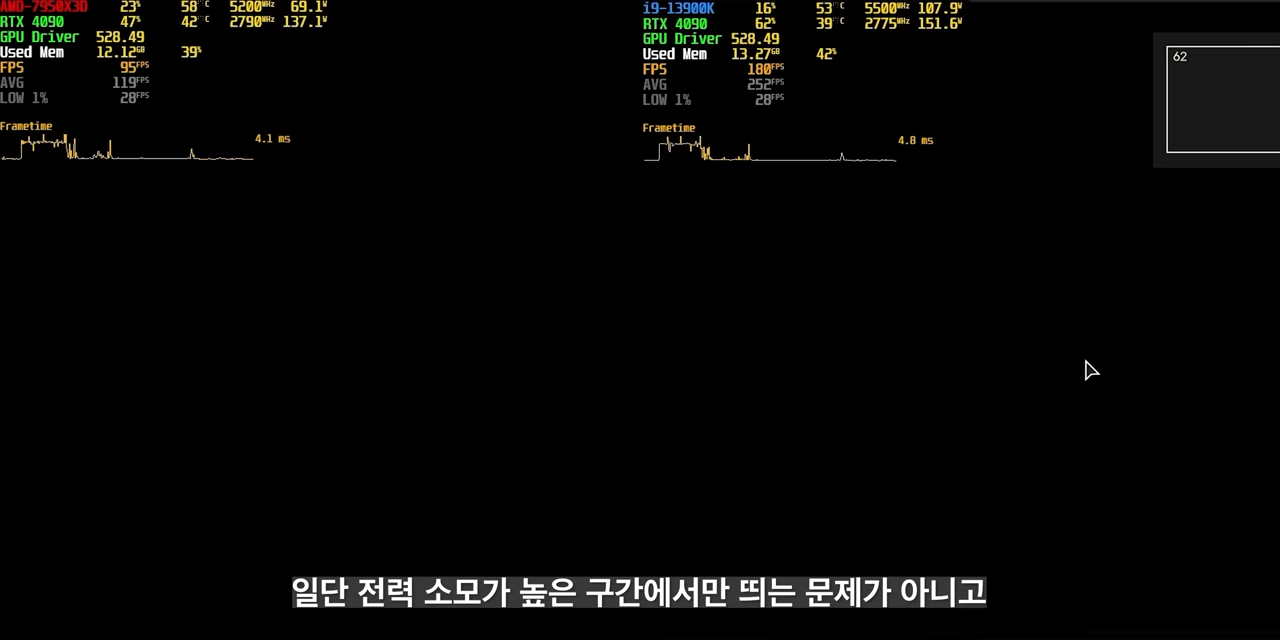 AMD-7950X3D 23% 58°C 5200MHz 69.1W
RTX 4090 47% 42°C 2790MHz 137.1W
GPU Driver 528.49
Used Mem 12.12GB 39%
FPS 95FPS
AVG 119FPS
LOW 1% 28FPS
Frametime
4.1 ms
i9-13900K 16% 53°C 5500MHz 107.9W
RTX 4090 62% 39°C 2775MHz 151.6W
GPU Driver 528.49
Used Mem 13.27GB 42%
FPS 180FPS
AVG 252FPS
LOW 1% 28FPS
Frametime
4.8 ms
62
일단 전력 소모가 높은 구간에서만 띄는 문제가 아니고